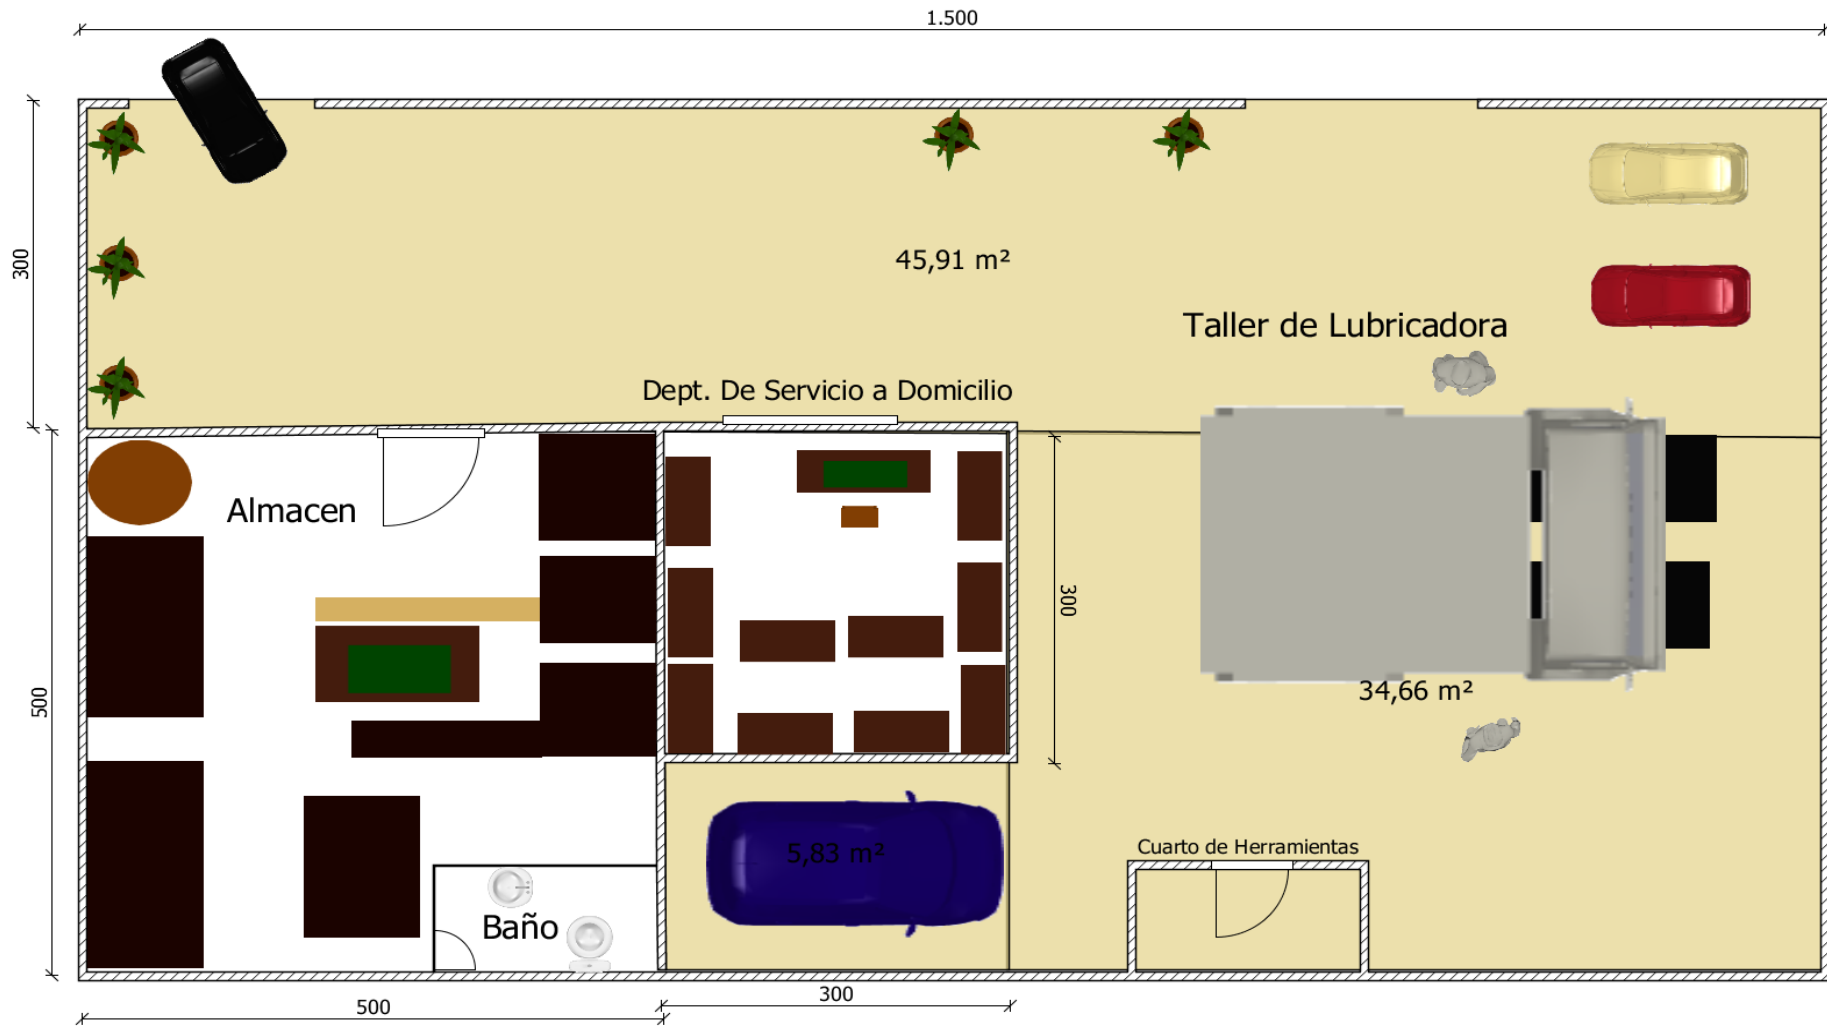 1.500
300
45,91 m²
Taller de Lubricadora
Dept. De Servicio a Domicilio
Almacen
300
500
34,66 m²
5,83 m²
Cuarto de Herramientas
Baño
300
500